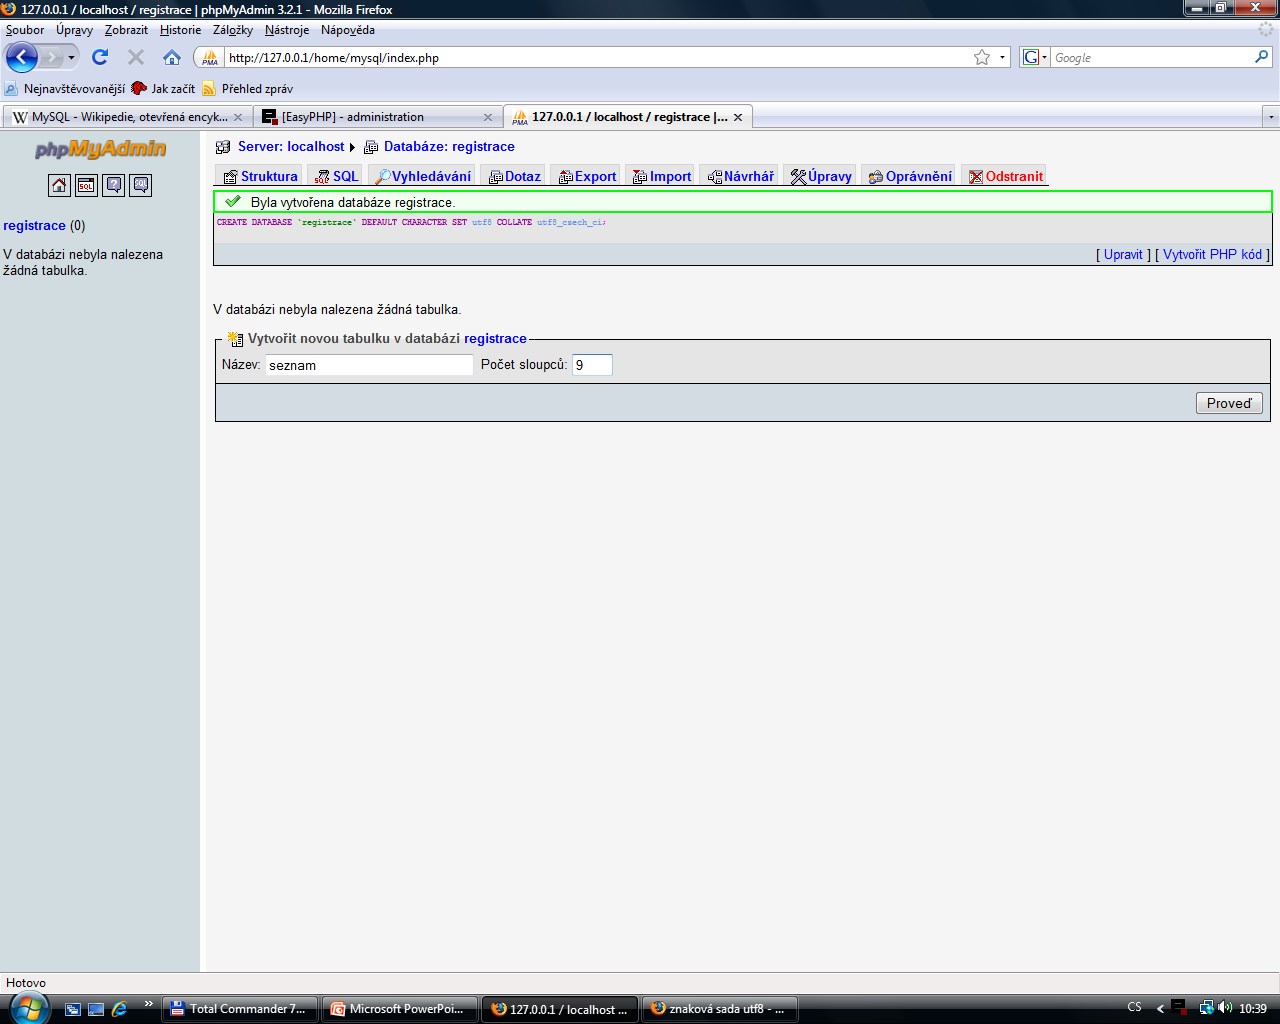 127.0.0.1 / localhost / registrace | phpMyAdmin 3.2.1 - Mozilla Firefox
Soubor Úpravy Zobrazit Historie Záložky Nástroje Nápověda
PMA http://127.0.0.1/home/mysql/index.php G Google
Nejnavštěvovanější Jak začít Přehled zpráv
W MySQL - Wikipedie, otevřená encyk... [EasyPHP] - administration PMA 127.0.0.1 / localhost / registrace |...
phpMyAdmin
Server: localhost Databáze: registrace
Struktura SQL Vyhledávání Dotaz Export Import Návrhář Úpravy Oprávnění Odstranit
SQL
Byla vytvořena databáze registrace.
CREATE DATABASE `registrace` DEFAULT CHARACTER SET utf8 COLLATE utf8_czech_ci;
registrace (0)
V databázi nebyla nalezena
žádná tabulka.
[ Upravit ] [ Vytvořit PHP kód ]
V databázi nebyla nalezena žádná tabulka.
Vytvořit novou tabulku v databázi registrace
Název: seznam Počet sloupců: 9
Proveď
Hotovo
Total Commander 7... Microsoft PowerPoi... 127.0.0.1 / localhost ... znaková sada utf8 - ... CS 10:39